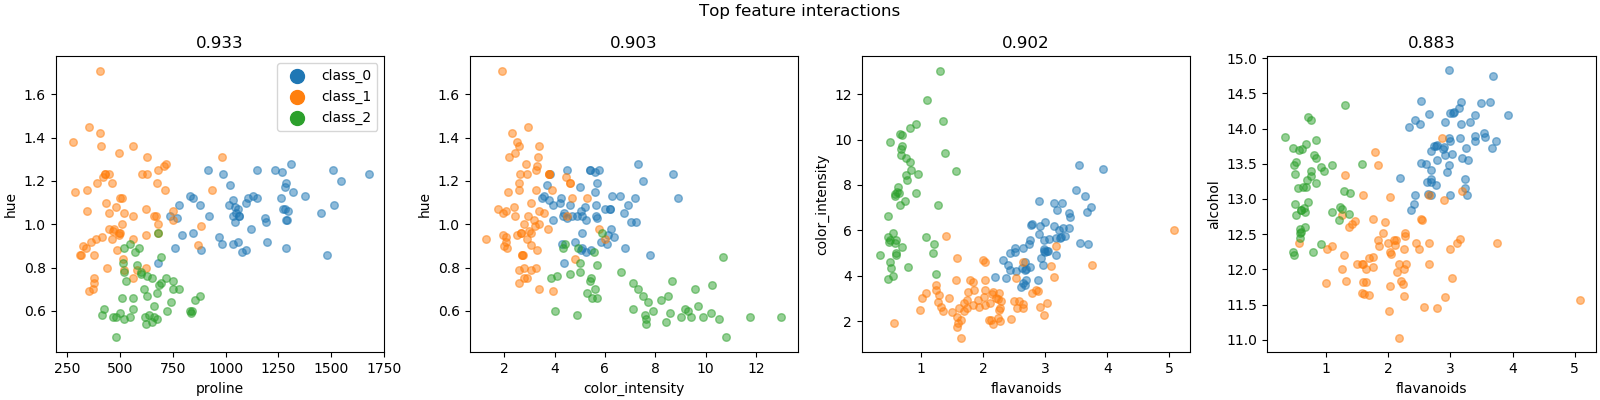 Top feature interactions
0.933
class_0
class_1
class_2
1.6
1.4
1.2
1.0
0.8
0.6
hue
250 500 750 1000 1250 1500 1750
proline
0.903
1.6
1.4
1.2
1.0
0.8
0.6
hue
2 4 6 8 10 12
color_intensity
0.902
12
10
8
6
4
2
color_intensity
1 2 3 4 5
flavanoids
0.883
15.0
14.5
14.0
13.5
13.0
12.5
12.0
11.5
11.0
alcohol
1 2 3 4 5
flavanoids